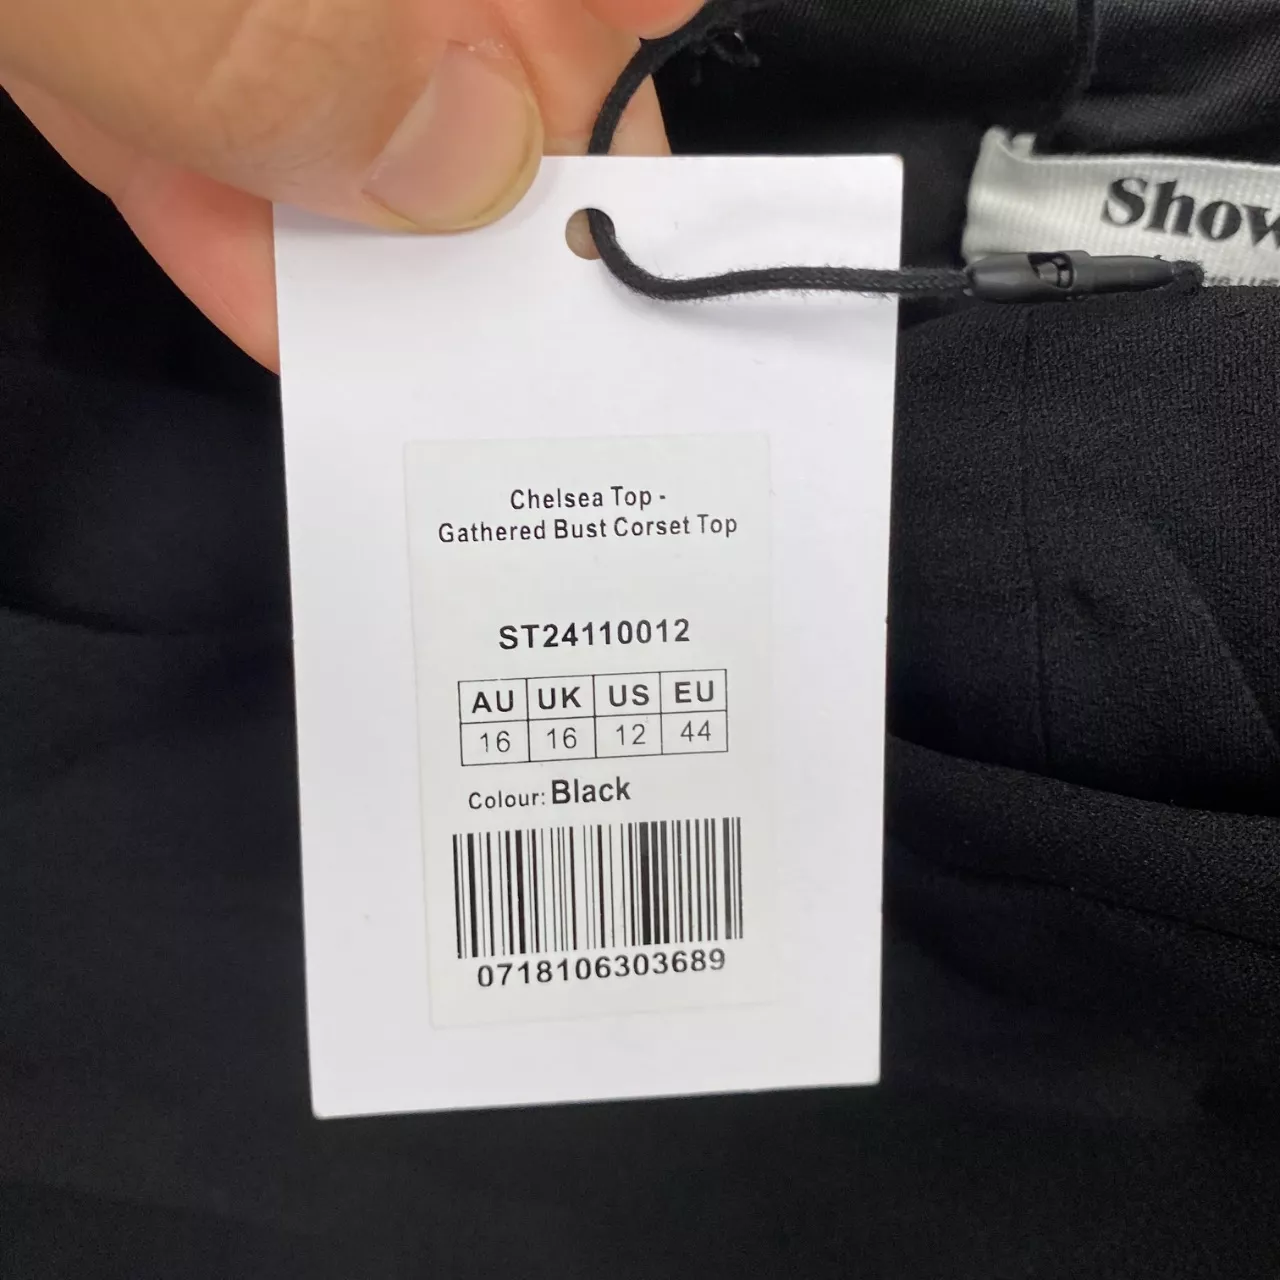 Show
Chelsea Top -
Gathered Bust Corset Top
ST24110012
AU UK US EU
16 16 12 44
Colour: Black
0718106303689